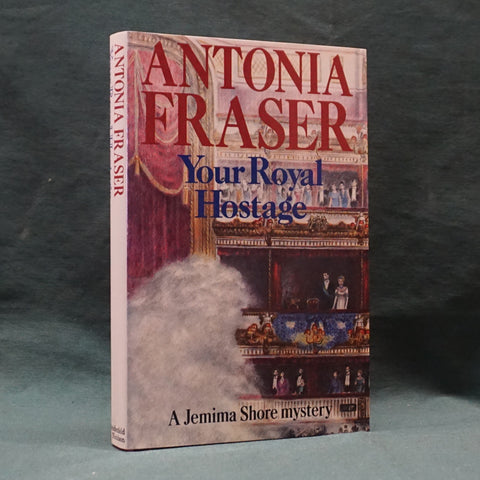 ANTONIA
FRASER
Your Royal
Hostage
A Jemima Shore mystery
ANTONIA FRASER